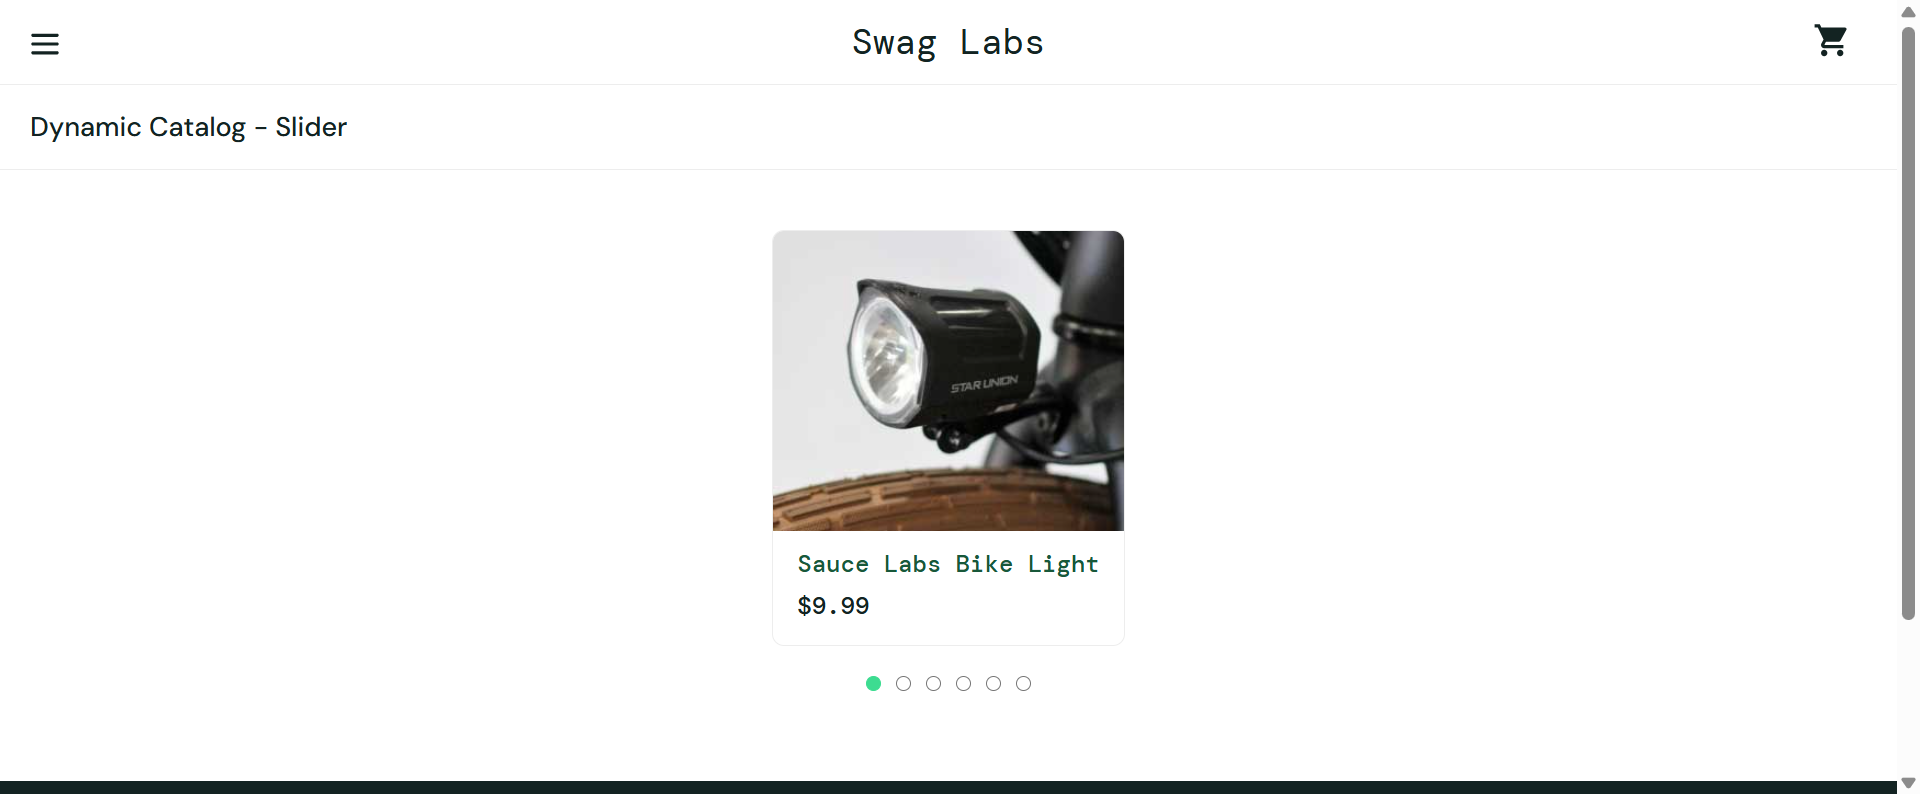 Swag Labs
Dynamic Catalog - Slider
STAR UNION
Sauce Labs Bike Light
$9.99